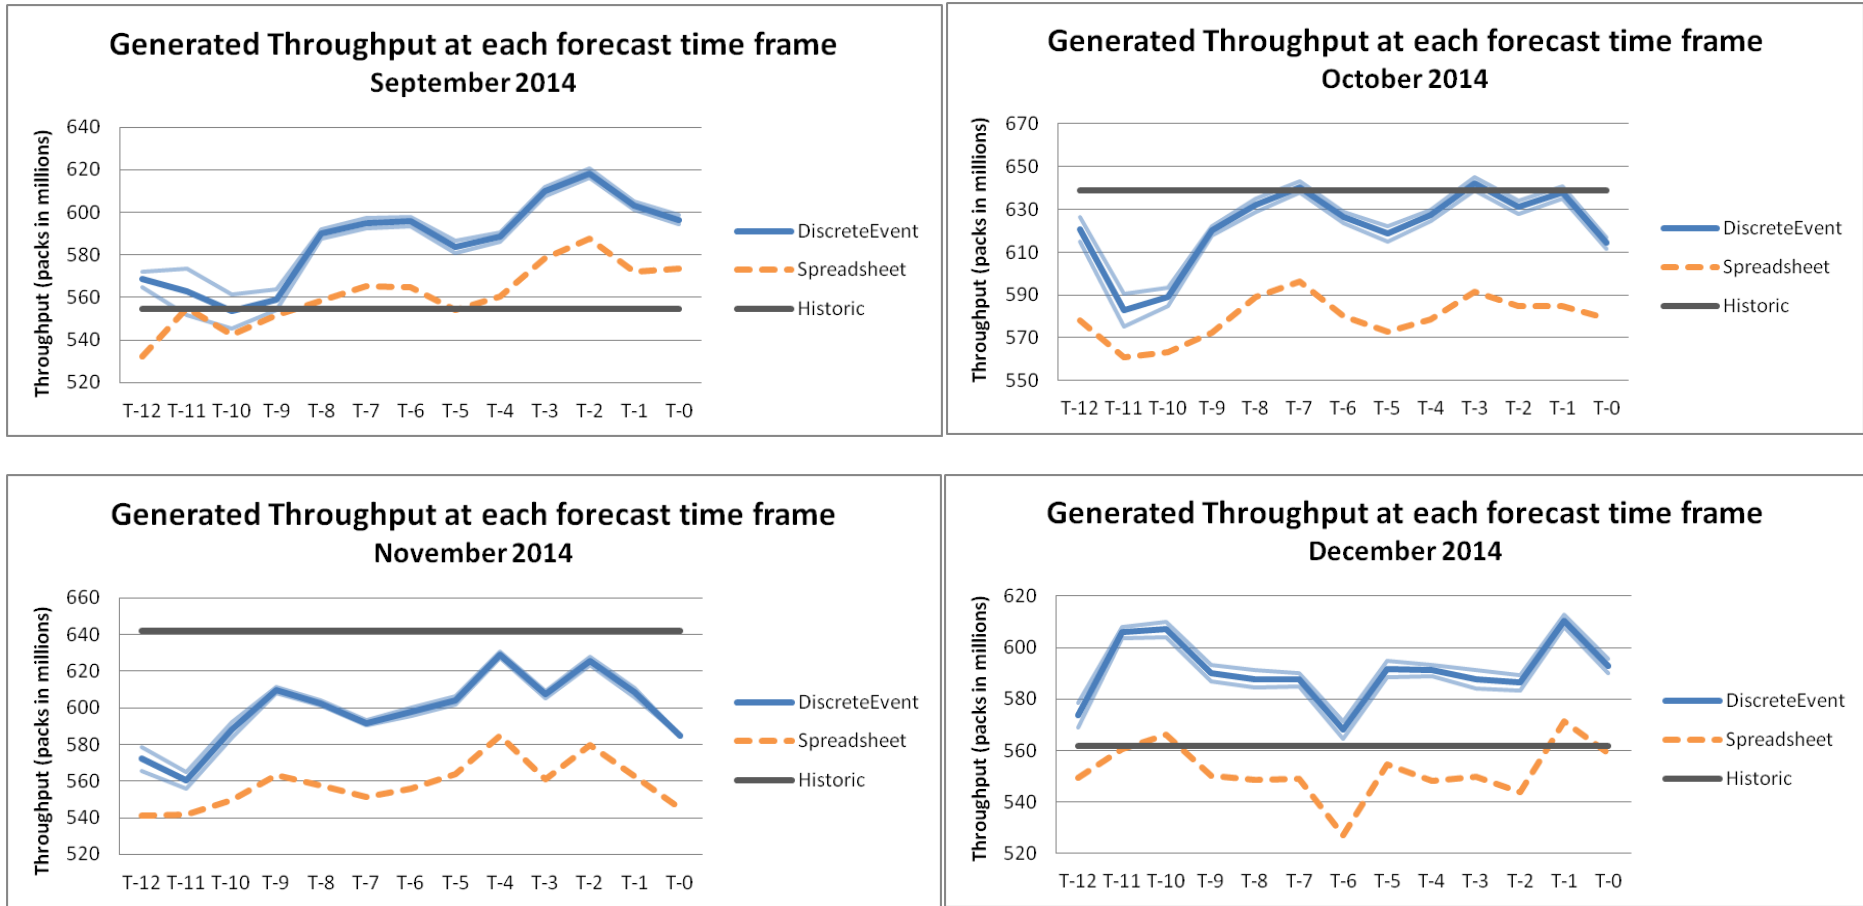 Generated Throughput at each forecast time frame
September 2014
Throughput (packs in millions)
640
620
600
580
560
540
520
T-12 T-11 T-10 T-9 T-8 T-7 T-6 T-5 T-4 T-3 T-2 T-1 T-0
DiscreteEvent
Spreadsheet
Historic
Generated Throughput at each forecast time frame
October 2014
Throughput (packs in millions)
670
650
630
610
590
570
550
T-12 T-11 T-10 T-9 T-8 T-7 T-6 T-5 T-4 T-3 T-2 T-1 T-0
DiscreteEvent
Spreadsheet
Historic
Generated Throughput at each forecast time frame
November 2014
Throughput (packs in millions)
660
640
620
600
580
560
540
520
T-12 T-11 T-10 T-9 T-8 T-7 T-6 T-5 T-4 T-3 T-2 T-1 T-0
DiscreteEvent
Spreadsheet
Historic
Generated Throughput at each forecast time frame
December 2014
Throughput (packs in millions)
620
600
580
560
540
520
T-12 T-11 T-10 T-9 T-8 T-7 T-6 T-5 T-4 T-3 T-2 T-1 T-0
DiscreteEvent
Spreadsheet
Historic